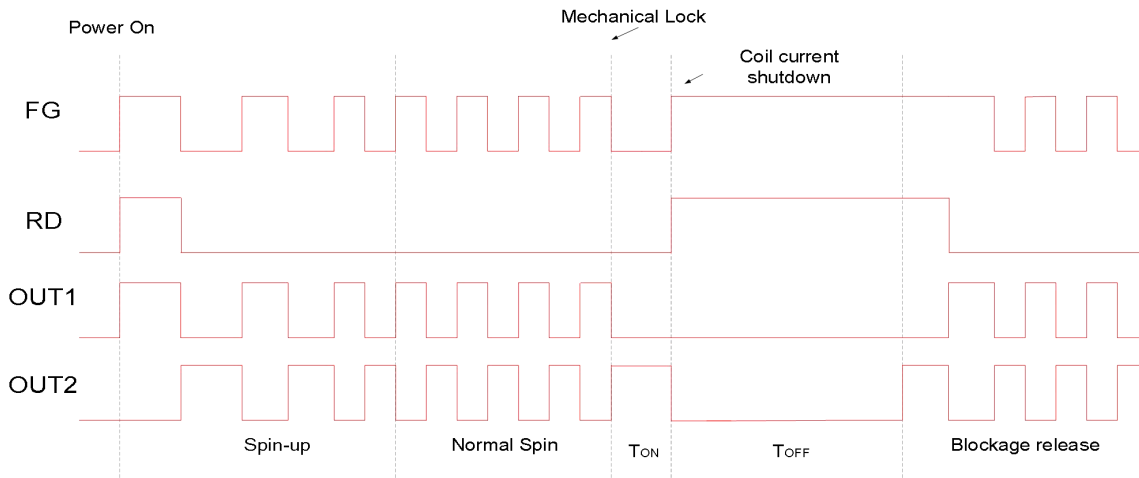 Mechanical Lock
Power On
Coil current
shutdown
FG
RD
OUT1
OUT2
Spin-up
Normal Spin
TON
TOFF
Blockage release